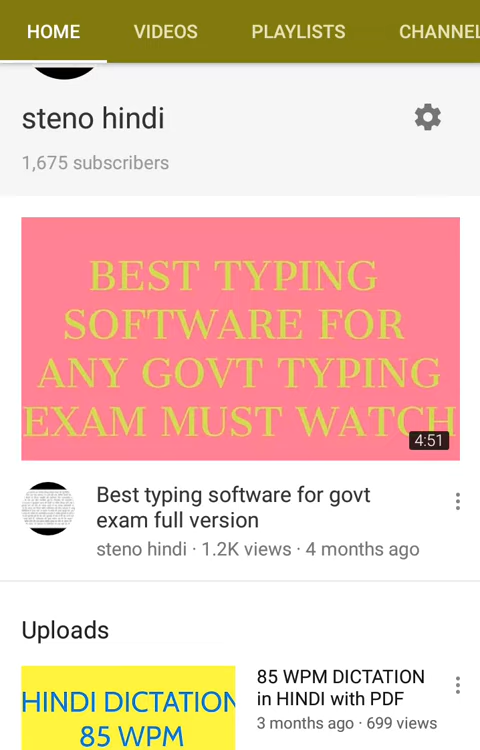 HOME VIDEOS PLAYLISTS CHANNEL
steno hindi
1,675 subscribers
BEST TYPING
SOFTWARE FOR
ANY GOVT TYPING
EXAM MUST WATCH
4:51
Best typing software for govt
exam full version
steno hindi · 1.2K views · 4 months ago
Uploads
HINDI DICTATION
85 WPM
85 WPM DICTATION
in HINDI with PDF
3 months ago · 699 views